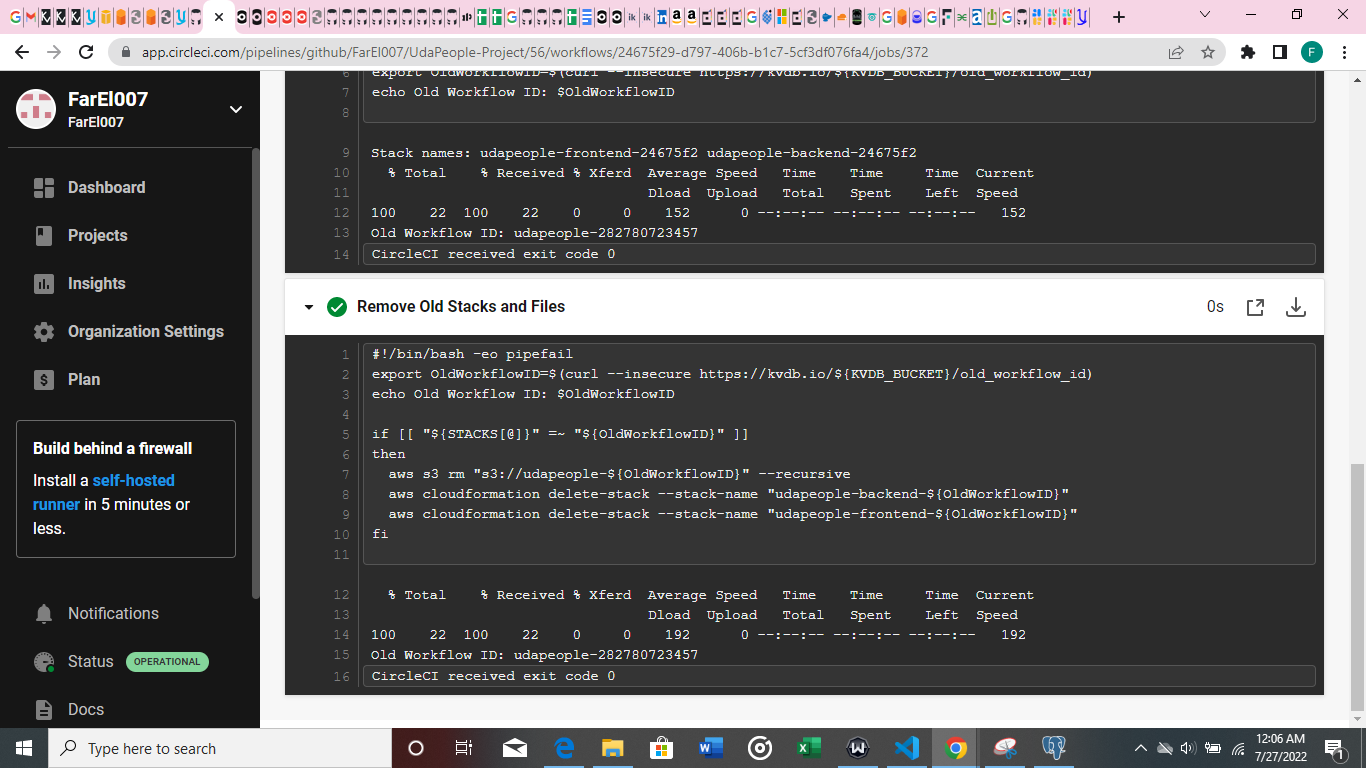 app.circleci.com/pipelines/github/FarEl007/UdaPeople-Project/56/workflows/24675f29-d797-406b-b1c7-5cf3df076fa4/jobs/372
F
FarEl007
FarEl007
Dashboard
Projects
Insights
Organization Settings
Plan
Build behind a firewall
Install a self-hosted
runner in 5 minutes or
less.
Notifications
Status OPERATIONAL
Docs
6 export OldWorkflowID=$(curl --insecure https://kvdb.io/${KVDB_BUCKET}/old_workflow_id)
7 echo Old Workflow ID: $OldWorkflowID
8
9 Stack names: udapeople-frontend-24675f2 udapeople-backend-24675f2
10 % Total % Received % Xferd Average Speed Time Time Time Current
11 Dload Upload Total Spent Left Speed
12 100 22 100 22 0 0 152 0 --:--:-- --:--:-- --:--:-- 152
13 Old Workflow ID: udapeople-282780723457
14 CircleCI received exit code 0
Remove Old Stacks and Files 0s
1 #!/bin/bash -eo pipefail
2 export OldWorkflowID=$(curl --insecure https://kvdb.io/${KVDB_BUCKET}/old_workflow_id)
3 echo Old Workflow ID: $OldWorkflowID
4
5 if [[ "${STACKS[@]}" =~ "${OldWorkflowID}" ]]
6 then
7 aws s3 rm "s3://udapeople-${OldWorkflowID}" --recursive
8 aws cloudformation delete-stack --stack-name "udapeople-backend-${OldWorkflowID}"
9 aws cloudformation delete-stack --stack-name "udapeople-frontend-${OldWorkflowID}"
10 fi
11
12 % Total % Received % Xferd Average Speed Time Time Time Current
13 Dload Upload Total Spent Left Speed
14 100 22 100 22 0 0 192 0 --:--:-- --:--:-- --:--:-- 192
15 Old Workflow ID: udapeople-282780723457
16 CircleCI received exit code 0
Type here to search
12:06 AM
7/27/2022
1